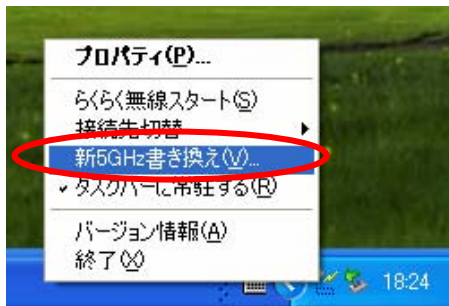 プロパティ(P)...
らくらく無線スタート(S)
接続先切替
新5GHz書き換え(V)...
タスクバーに常駐する(R)
バージョン情報(A)
終了(X)
18:24